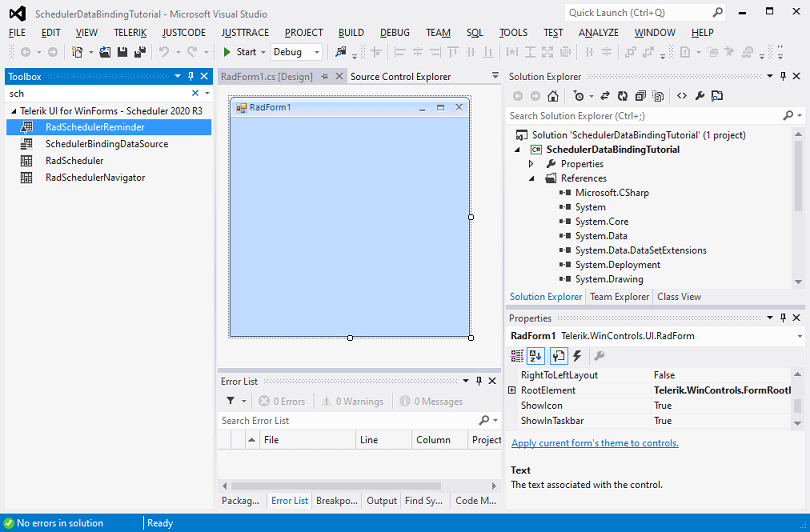 SchedulerDataBindingTutorial - Microsoft Visual Studio
Quick Launch (Ctrl+Q)
FILE EDIT VIEW TELERIK JUSTCODE JUSTTRACE PROJECT BUILD DEBUG TEAM SQL TOOLS TEST ANALYZE WINDOW HELP
Start Debug
Toolbox
sch
Telerik UI for WinForms - Scheduler 2020 R3
RadSchedulerReminder
SchedulerBindingDataSource
RadScheduler
RadSchedulerNavigator
RadForm1.cs [Design] Source Control Explorer
RadForm1
Error List
0 Errors 0 Warnings 0 Messages
Search Error List
File Line Column Project
Packag... Error List Breakpo... Output Find Sy... Code M...
Solution Explorer
Search Solution Explorer (Ctrl+;)
Solution 'SchedulerDataBindingTutorial' (1 project)
C#
SchedulerDataBindingTutorial
Properties
References
Microsoft.CSharp
System
System.Core
System.Data
System.Data.DataSetExtensions
System.Deployment
System.Drawing
Solution Explorer Team Explorer Class View
Properties
RadForm1 Telerik.WinControls.UI.RadForm
RightToLeftLayout False
RootElement Telerik.WinControls.FormRootE
ShowIcon True
ShowInTaskbar True
Apply current form's theme to controls.
Text
The text associated with the control.
No errors in solution Ready